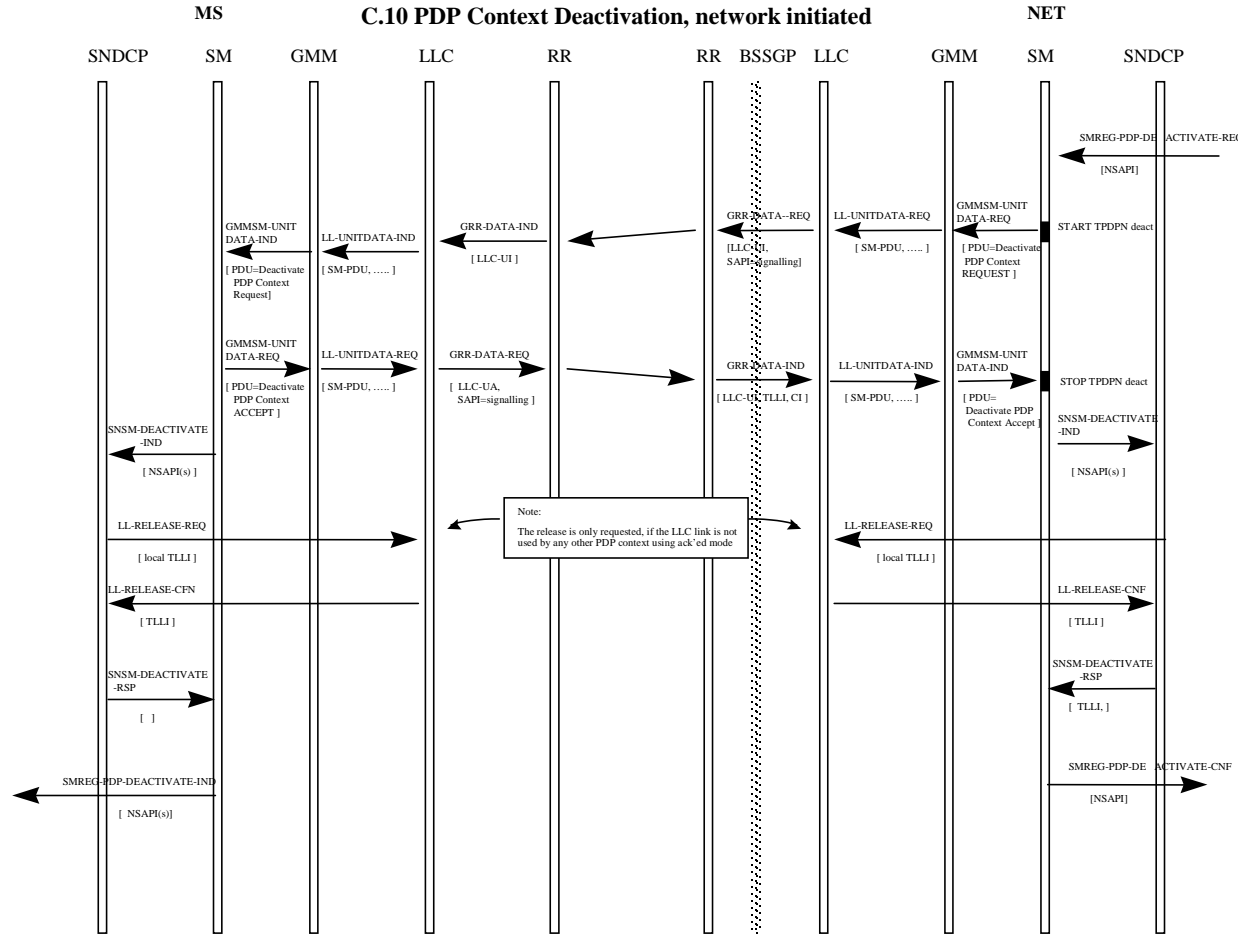 MS
C.10 PDP Context Deactivation, network initiated
NET
SNDCP SM GMM LLC RR RR BSSGP LLC GMM SM SNDCP
SMREG-PDP-DE ACTIVATE-REQ
[NSAPI]
GMMSM-UNIT
DATA-IND
[ PDU=Deactivate
PDP Context
Request]
LL-UNITDATA-IND
[ SM-PDU, ….. ]
GRR-DATA-IND
[ LLC-UI ]
GRR-DATA--REQ
[LLC-UI,
SAPI=signalling]
LL-UNITDATA-REQ
[ SM-PDU, ….. ]
GMMSM-UNIT
DATA-REQ
[ PDU=Deactivate
PDP Context
REQUEST ]
START TPDPN deact
GMMSM-UNIT
DATA-REQ
[ PDU=Deactivate
PDP Context
ACCEPT ]
LL-UNITDATA-REQ
[ SM-PDU, ….. ]
GRR-DATA-REQ
[ LLC-UA,
SAPI=signalling ]
GRR-DATA-IND
[ LLC-UI, TLLI, CI ]
LL-UNITDATA-IND
[ SM-PDU, ….. ]
GMMSM-UNIT
DATA-IND
[ PDU=
Deactivate PDP
Context Accept ]
STOP TPDPN deact
SNSM-DEACTIVATE
-IND
[ NSAPI(s) ]
SNSM-DEACTIVATE
-IND
[ NSAPI(s) ]
LL-RELEASE-REQ
[ local TLLI ]
Note:
The release is only requested, if the LLC link is not
used by any other PDP context using ack’ed mode
LL-RELEASE-REQ
[ local TLLI ]
LL-RELEASE-CFN
[ TLLI ]
LL-RELEASE-CNF
[ TLLI ]
SNSM-DEACTIVATE
-RSP
[ ]
SNSM-DEACTIVATE
-RSP
[ TLLI, ]
SMREG-PDP-DEACTIVATE-IND
[ NSAPI(s)]
SMREG-PDP-DE ACTIVATE-CNF
[NSAPI]